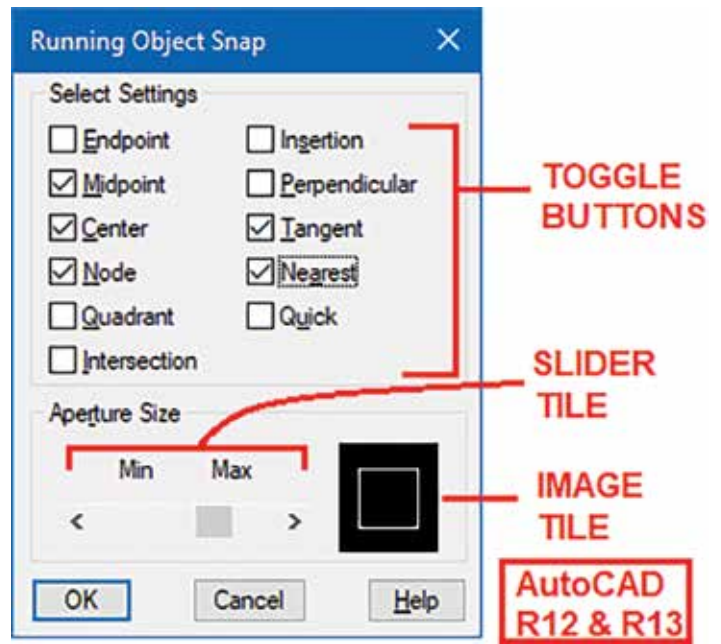 Running Object Snap
Select Settings
Endpoint
Midpoint
Center
Node
Quadrant
Intersection
Insertion
Perpendicular
Tangent
Nearest
Quick
TOGGLE
BUTTONS
Aperture Size
Min Max
SLIDER
TILE
IMAGE
TILE
OK Cancel Help
AutoCAD
R12 & R13